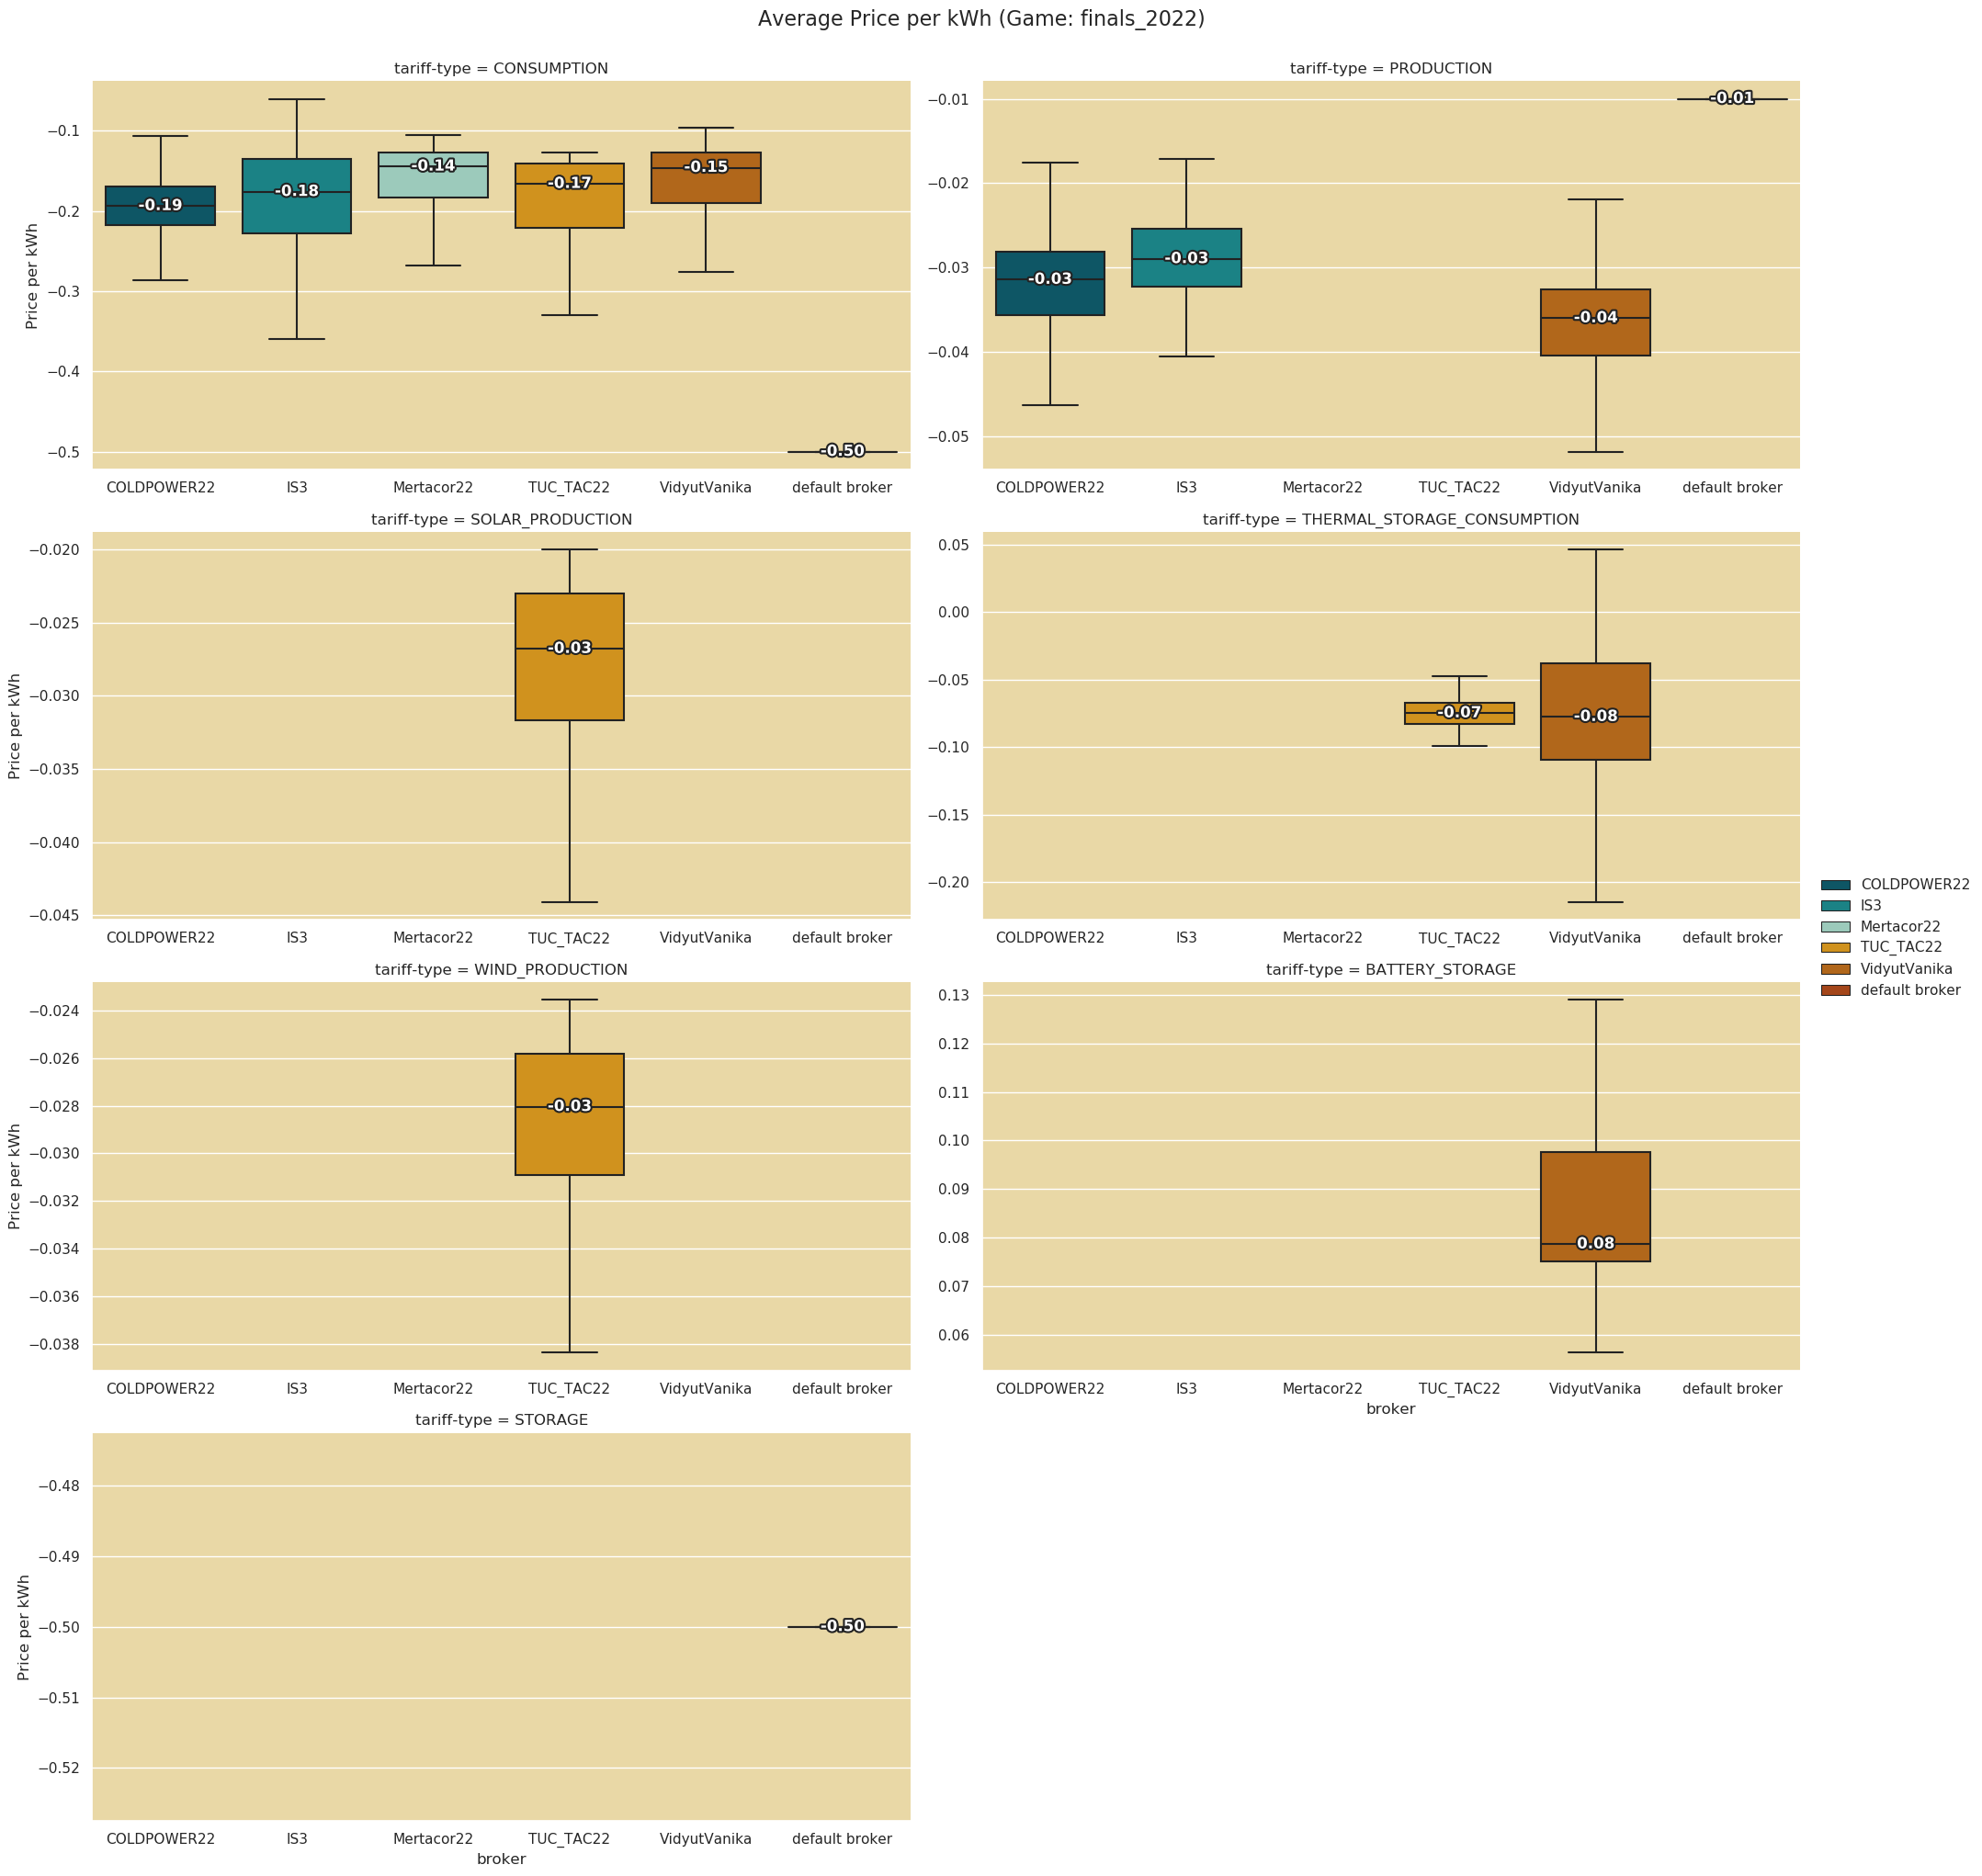 Average Price per kWh (Game: finals_2022)
tariff-type = CONSUMPTION
Price per kWh
−0.1
−0.2
−0.3
−0.4
−0.5
-0.19
-0.18
-0.14
-0.17
-0.15
-0.50
COLDPOWER22 IS3 Mertacor22 TUC_TAC22 VidyutVanika default broker
tariff-type = PRODUCTION
−0.01
−0.02
−0.03
−0.04
−0.05
-0.03
-0.03
-0.04
-0.01
COLDPOWER22 IS3 Mertacor22 TUC_TAC22 VidyutVanika default broker
tariff-type = SOLAR_PRODUCTION
Price per kWh
−0.020
−0.025
−0.030
−0.035
−0.040
−0.045
-0.03
COLDPOWER22 IS3 Mertacor22 TUC_TAC22 VidyutVanika default broker
tariff-type = THERMAL_STORAGE_CONSUMPTION
0.05
0.00
−0.05
−0.10
−0.15
−0.20
-0.07
-0.08
COLDPOWER22 IS3 Mertacor22 TUC_TAC22 VidyutVanika default broker
COLDPOWER22
IS3
Mertacor22
TUC_TAC22
VidyutVanika
default broker
tariff-type = WIND_PRODUCTION
Price per kWh
−0.024
−0.026
−0.028
−0.030
−0.032
−0.034
−0.036
−0.038
-0.03
COLDPOWER22 IS3 Mertacor22 TUC_TAC22 VidyutVanika default broker
tariff-type = BATTERY_STORAGE
0.13
0.12
0.11
0.10
0.09
0.08
0.07
0.06
0.08
COLDPOWER22 IS3 Mertacor22 TUC_TAC22 VidyutVanika default broker
broker
tariff-type = STORAGE
Price per kWh
−0.48
−0.49
−0.50
−0.51
−0.52
-0.50
COLDPOWER22 IS3 Mertacor22 TUC_TAC22 VidyutVanika default broker
broker